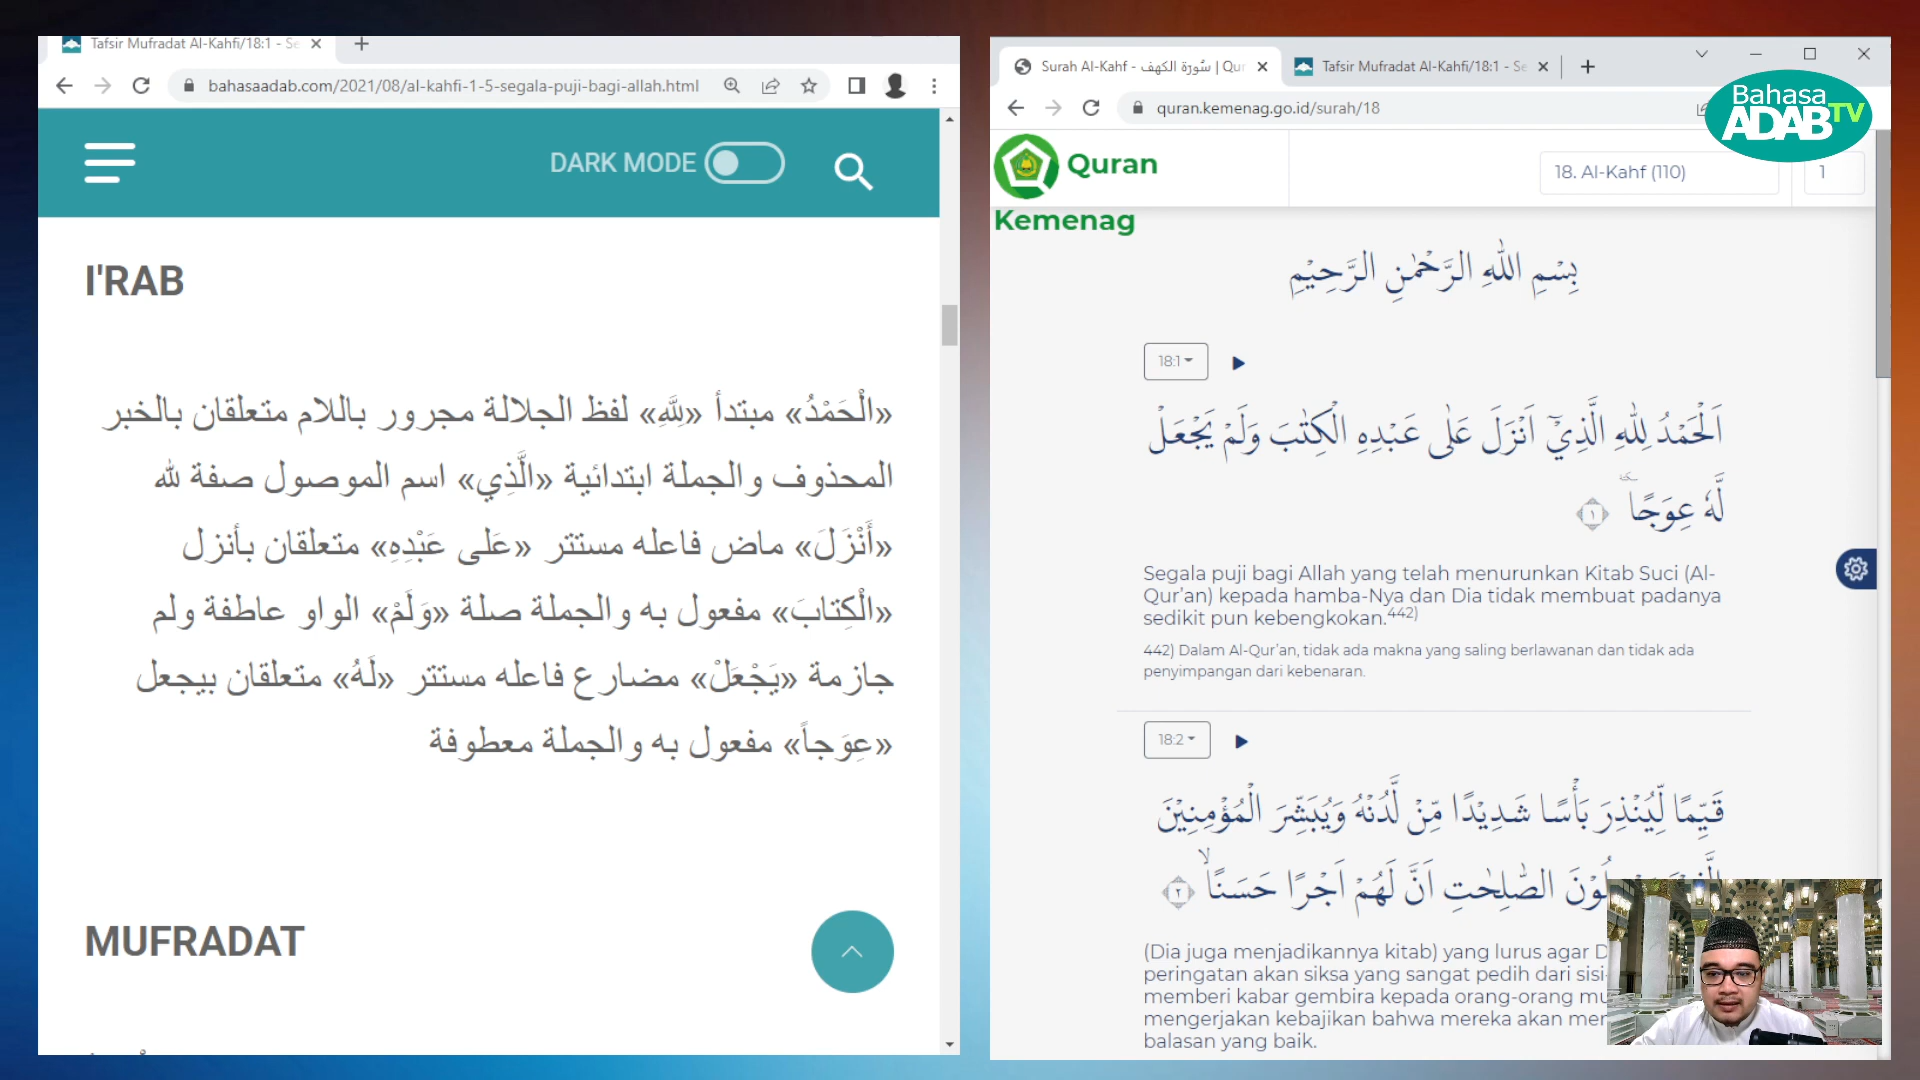 Tafsir Mufradat Al-Kahfi/18:1 - Se
bahasaadab.com/2021/08/al-kahfi-1-5-segala-puji-bagi-allah.html
DARK MODE
I'RAB
«الْحَمْدُ» مبتدأ «لِلَّهِ» لفظ الجلالة مجرور باللام متعلقان بالخبر
المحذوف والجملة ابتدائية «الَّذِي» اسم الموصول صفة لله
«أَنْزَلَ» ماض فاعله مستتر «عَلى عَبْدِهِ» متعلقان بأنزل
«الْكِتابَ» مفعول به والجملة صلة «وَلَمْ» الواو عاطفة ولم
جازمة «يَجْعَلْ» مضارع فاعله مستتر «لَهُ» متعلقان بيجعل
«عِوَجاً» مفعول به والجملة معطوفة
MUFRADAT
Surah Al-Kahf - سُورَة الكهف | Qur
Tafsir Mufradat Al-Kahfi/18:1 - Se
quran.kemenag.go.id/surah/18
Bahasa
ADAB TV
Quran
Kemenag
18. Al-Kahf (110)
1
بِسْمِ اللّٰهِ الرَّحْمٰنِ الرَّحِيْمِ
18:1
اَلْحَمْدُ لِلّٰهِ الَّذِيْٓ اَنْزَلَ عَلٰى عَبْدِهِ الْكِتٰبَ وَلَمْ يَجْعَلْ
لَّهٗ عِوَجًا ۜ ١
Segala puji bagi Allah yang telah menurunkan Kitab Suci (Al-
Qur'an) kepada hamba-Nya dan Dia tidak membuat padanya
sedikit pun kebengkokan.442)
442) Dalam Al-Qur'an, tidak ada makna yang saling berlawanan dan tidak ada
penyimpangan dari kebenaran.
18:2
قَيِّمًا لِّيُنْذِرَ بَأْسًا شَدِيْدًا مِّنْ لَّدُنْهُ وَيُبَشِّرَ الْمُؤْمِنِيْنَ
الصّٰلِحٰتِ اَنَّ لَهُمْ اَجْرًا حَسَنًاۙ ٢
(Dia juga menjadikannya kitab) yang lurus agar D
peringatan akan siksa yang sangat pedih dari sisi-
memberi kabar gembira kepada orang-orang mu
mengerjakan kebajikan bahwa mereka akan mer
balasan yang baik.